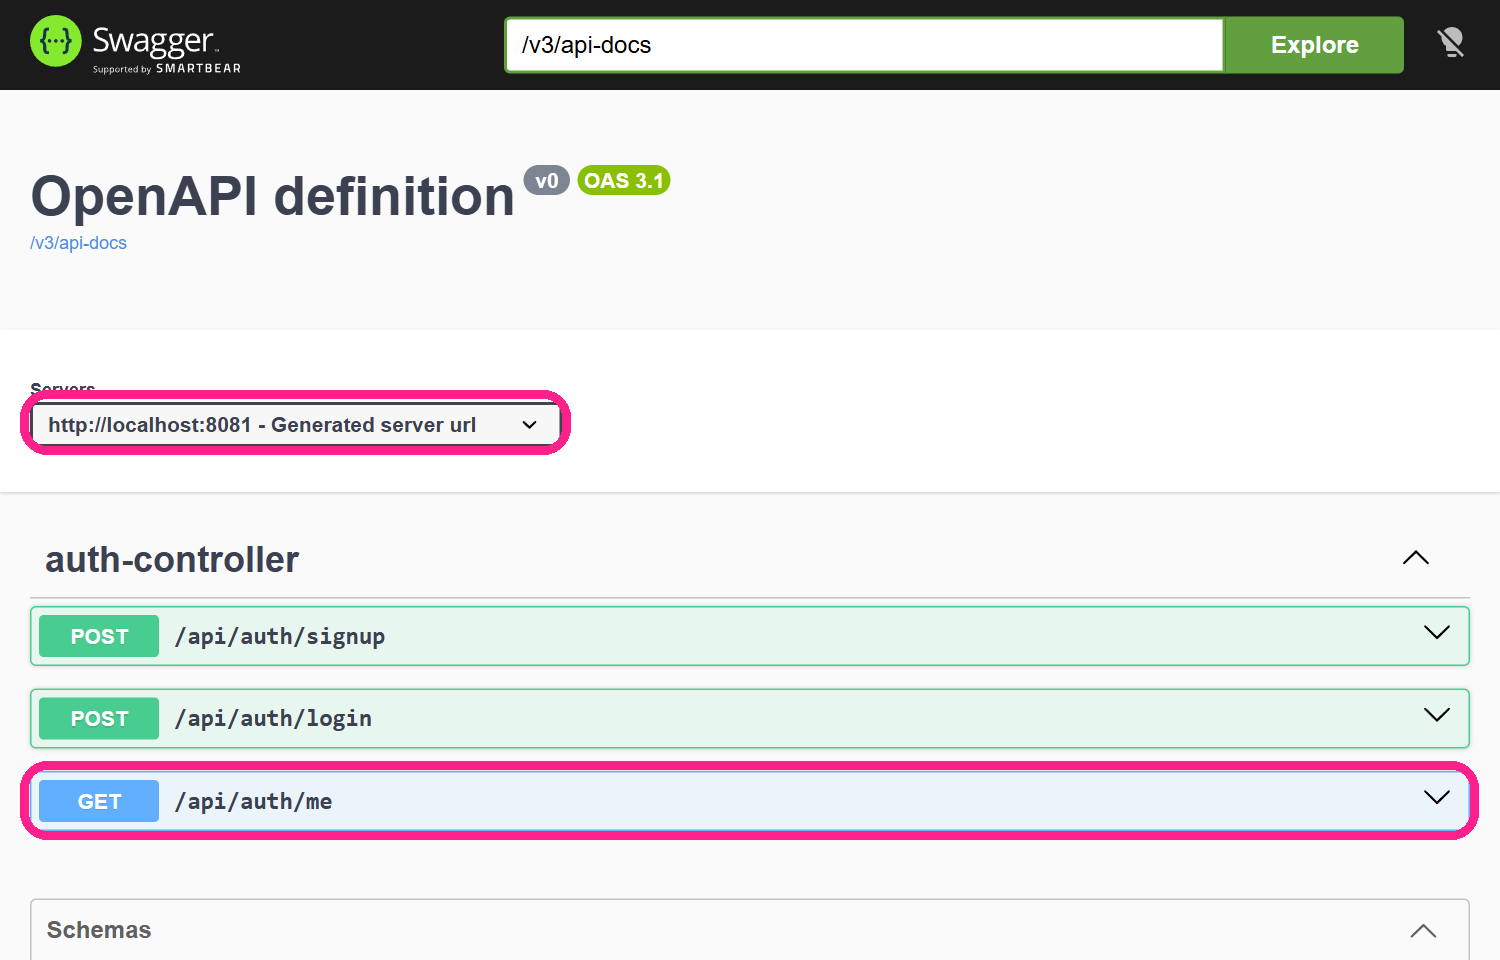 {···} Swagger™
Supported by SMARTBEAR
/v3/api-docs
Explore
OpenAPI definition v0 OAS 3.1
/v3/api-docs
Servers
http://localhost:8081 - Generated server url
auth-controller
POST /api/auth/signup
POST /api/auth/login
GET /api/auth/me
Schemas